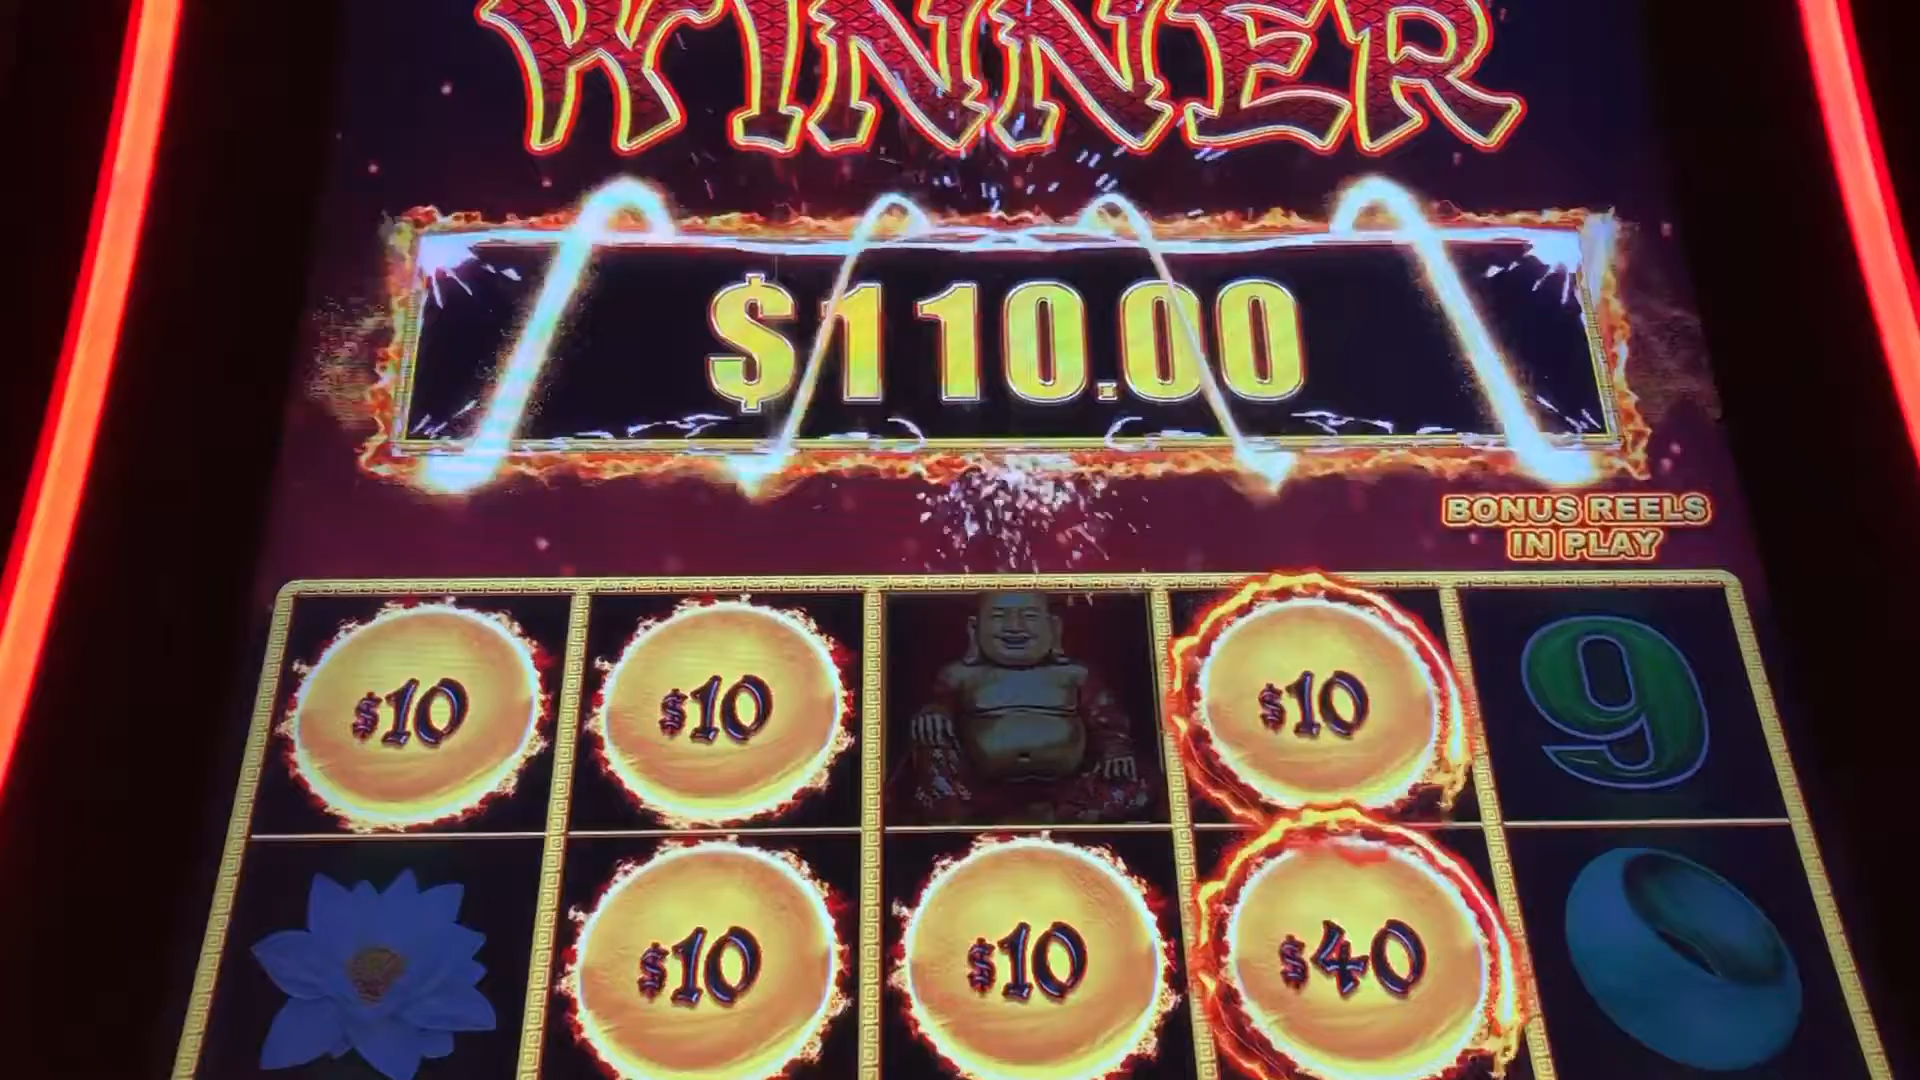 WINNER
$110.00
BONUS REELS
IN PLAY
$10 $10 $10 9
$10 $10 $40